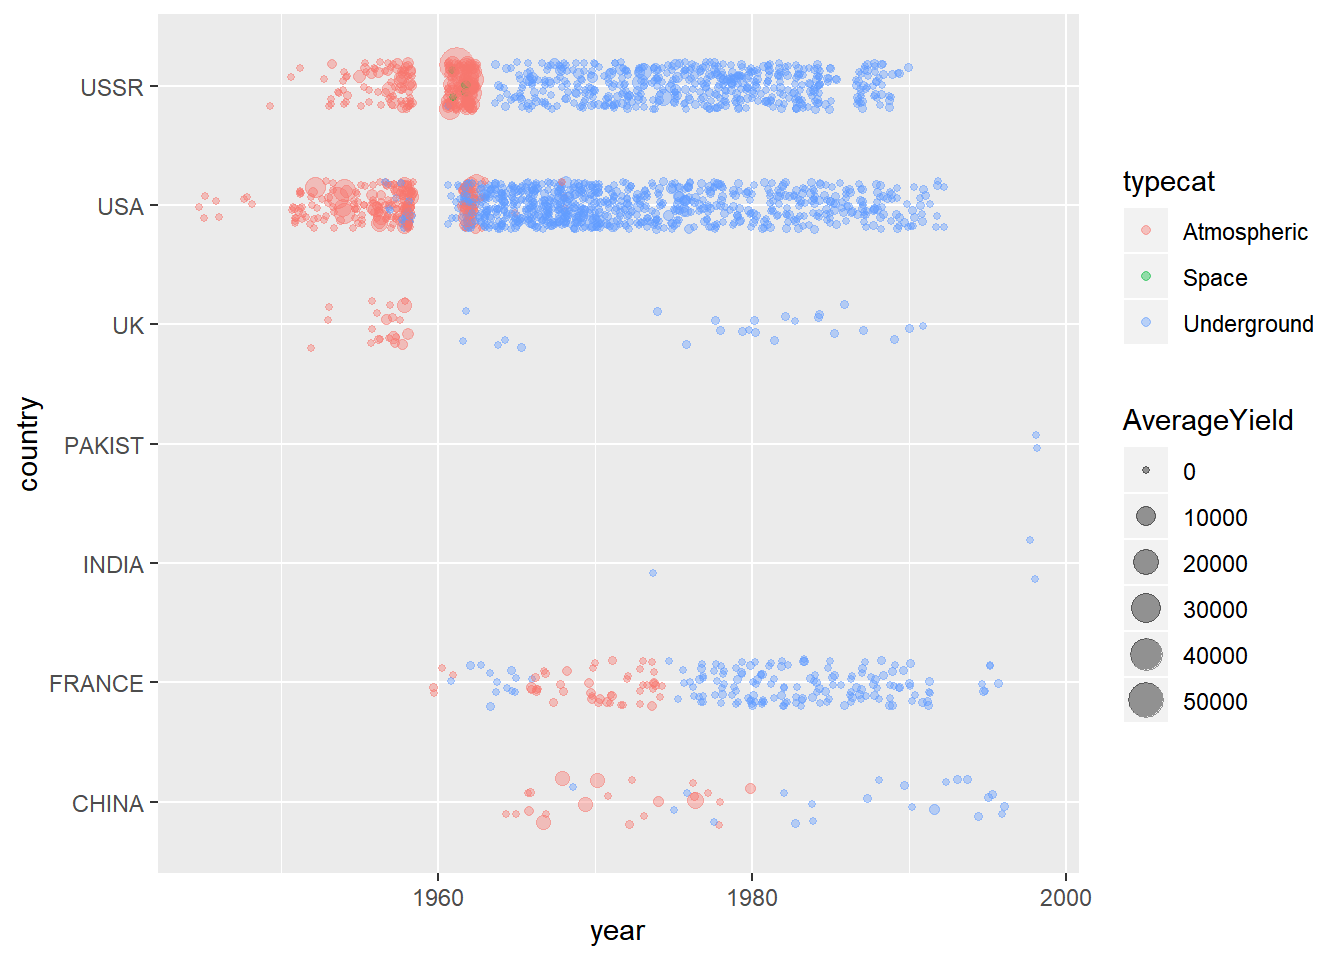 country
USSR
USA
UK
PAKIST
INDIA
FRANCE
CHINA
1960
1980
2000
year
typecat
Atmospheric
Space
Underground
AverageYield
0
10000
20000
30000
40000
50000